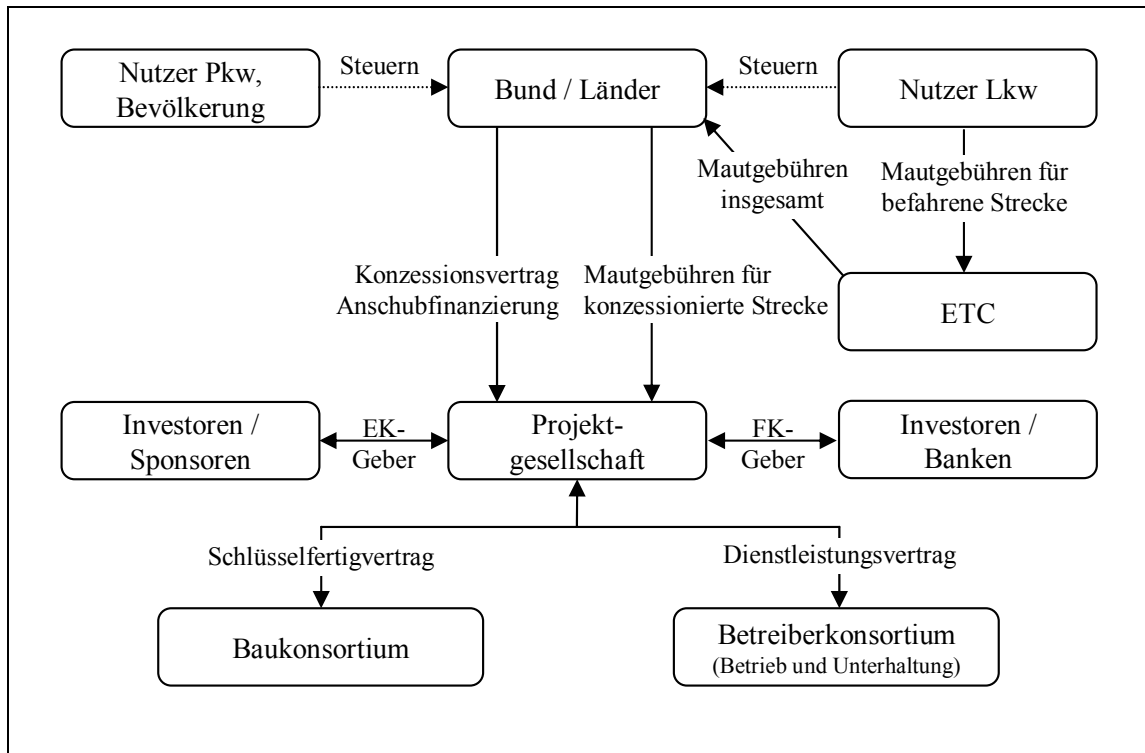 Nutzer Pkw,
Bevölkerung
Steuern
Bund / Länder
Steuern
Nutzer Lkw
Mautgebühren
insgesamt
Mautgebühren für
befahrene Strecke
Konzessionsvertrag
Anschubfinanzierung
Mautgebühren für
konzessionierte Strecke
ETC
Investoren /
Sponsoren
EK-
Geber
Projekt-
gesellschaft
FK-
Geber
Investoren /
Banken
Schlüsselfertigvertrag
Dienstleistungsvertrag
Baukonsortium
Betreiberkonsortium
(Betrieb und Unterhaltung)